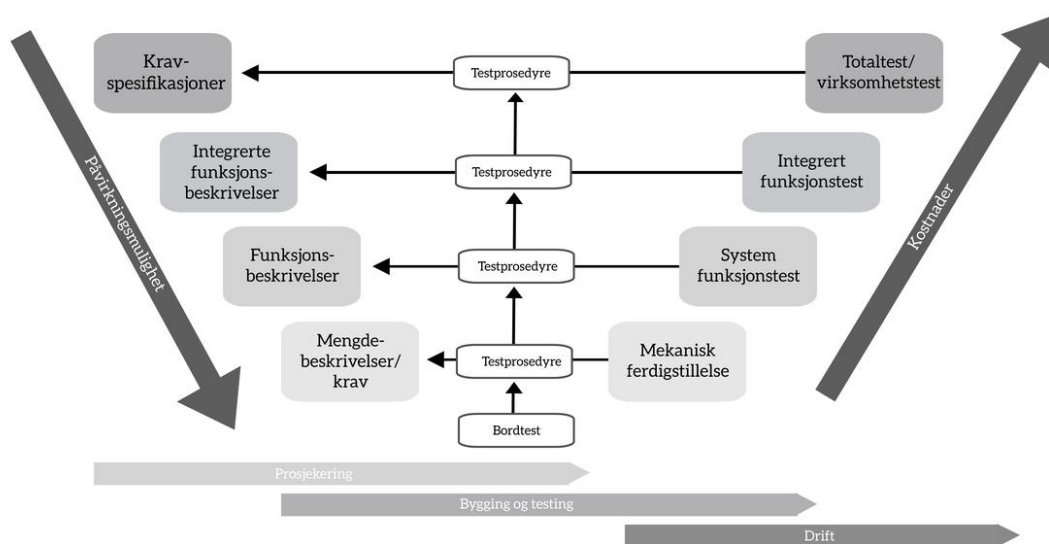 Krav-
spesifikasjoner
Testprosedyre
Totaltest/
virksomhetstest
Påvirkningsmulighet
Kostnader
Integrerte
funksjons-
beskrivelser
Testprosedyre
Integrert
funksjonstest
Funksjons-
beskrivelser
Testprosedyre
System
funksjonstest
Mengde-
beskrivelser/
krav
Testprosedyre
Mekanisk
ferdigstillelse
Bordtest
Prosjekering
Bygging og testing
Drift